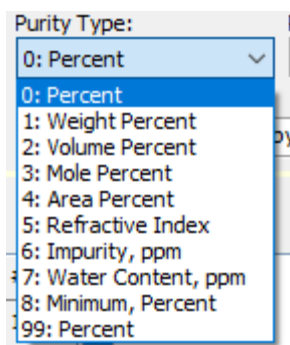 Purity Type:
0: Percent
0: Percent
1: Weight Percent
2: Volume Percent
3: Mole Percent
4: Area Percent
5: Refractive Index
6: Impurity, ppm
7: Water Content, ppm
8: Minimum, Percent
99: Percent